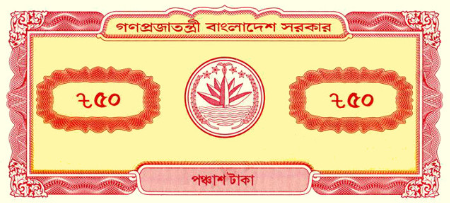 গণপ্রজাতন্ত্রী বাংলাদেশ সরকার
৳ ৫০ ৳ ৫০
পঞ্চাশ টাকা